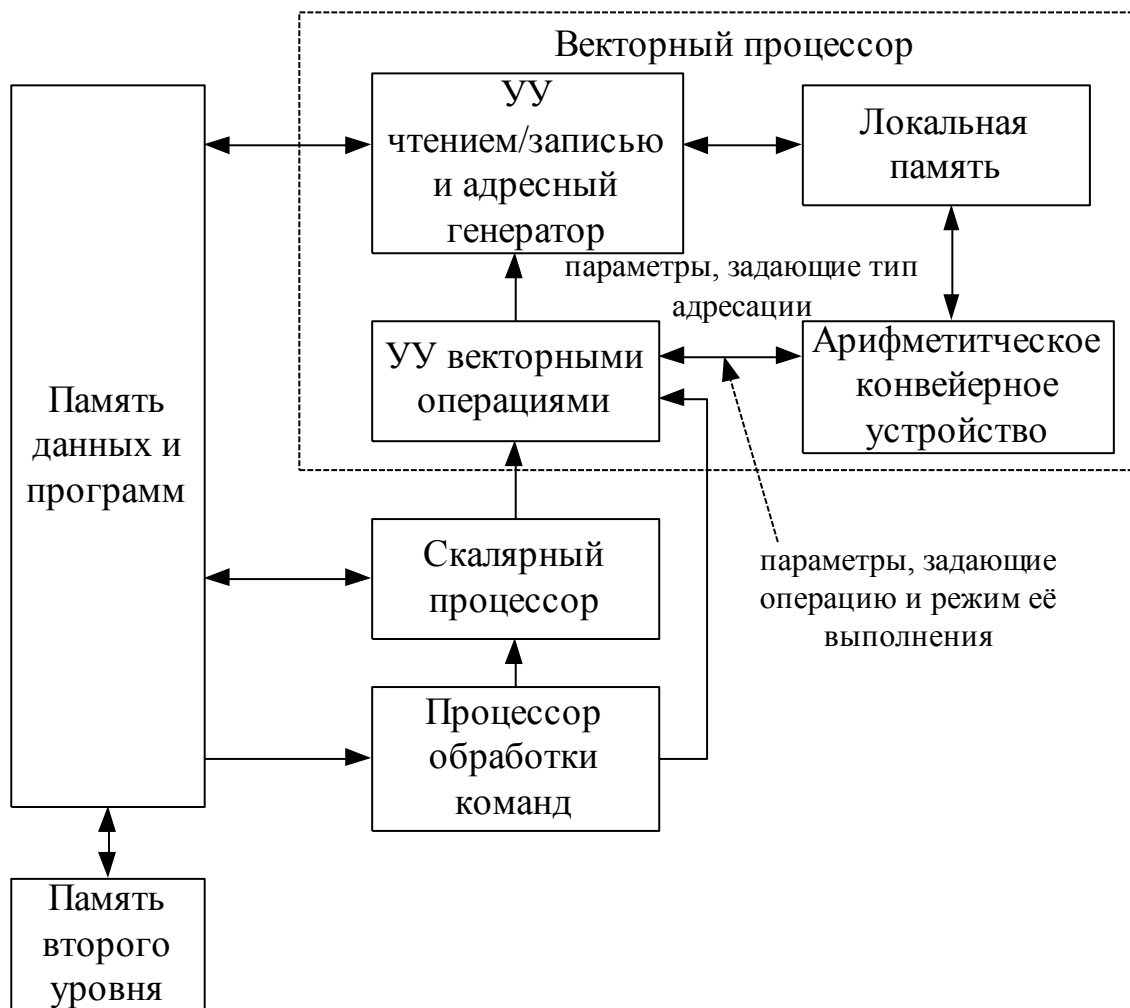 Векторный процессор
УУ
чтением/записью
и адресный
генератор
Локальная
память
параметры, задающие тип
адресации
УУ векторными
операциями
Арифметитческое
конвейерное
устройство
Память
данных и
программ
Скалярный
процессор
параметры, задающие
операцию и режим её
выполнения
Процессор
обработки
команд
Память
второго
уровня